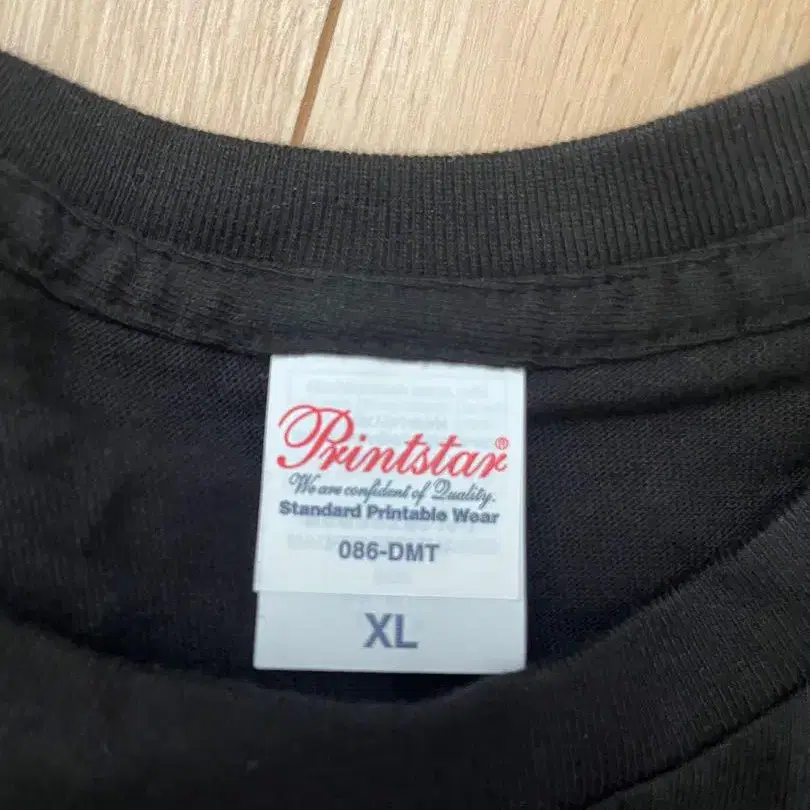 Printstar®
We are confident of Quality.
Standard Printable Wear
086-DMT
XL